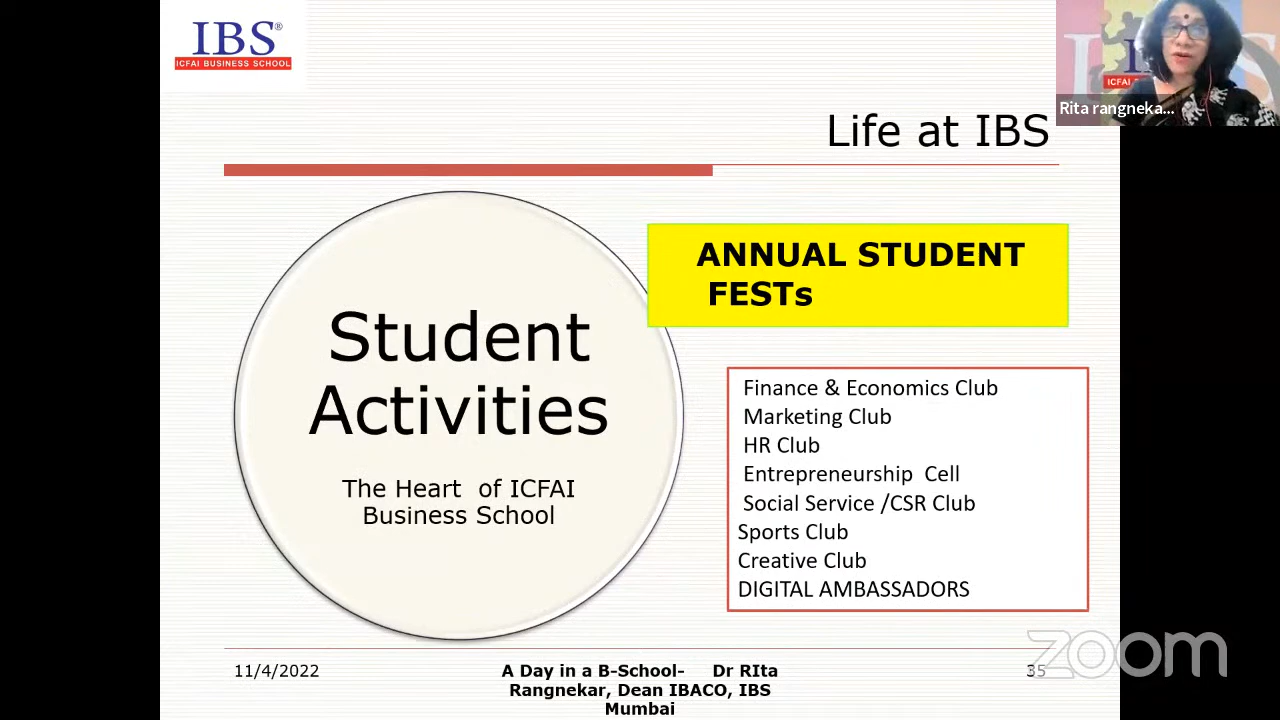 IBS®
ICFAI BUSINESS SCHOOL
ICFAI
Rita rangneka...
Life at IBS
ANNUAL STUDENT
FESTs
Student
Activities
The Heart of ICFAI
Business School
Finance & Economics Club
Marketing Club
HR Club
Entrepreneurship Cell
Social Service /CSR Club
Sports Club
Creative Club
DIGITAL AMBASSADORS
11/4/2022
A Day in a B-School- Dr RIta
Rangnekar, Dean IBACO, IBS
Mumbai
35
zoom